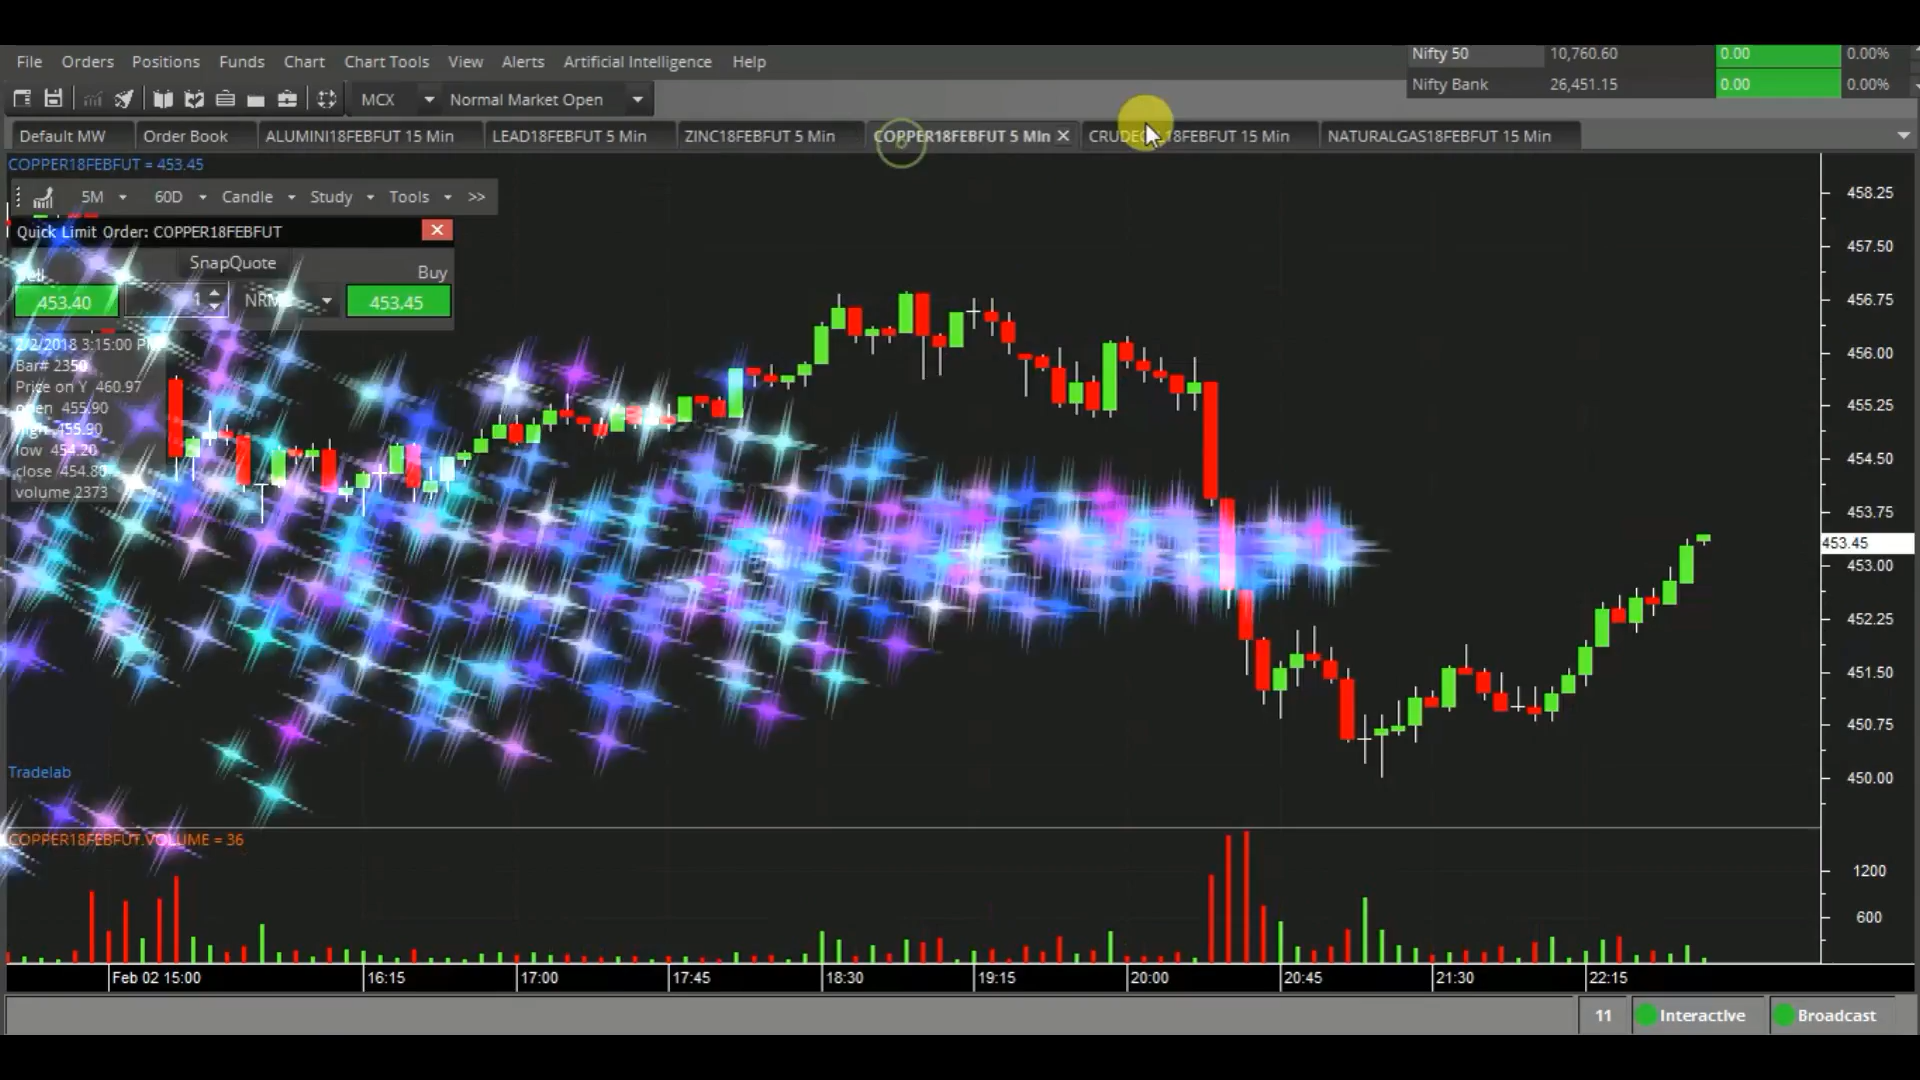 File Orders Positions Funds Chart Chart Tools View Alerts Artificial Intelligence Help
Nifty 50 10,760.60 0.00 0.00%
Nifty Bank 26,451.15 0.00 0.00%
MCX Normal Market Open
Default MW Order Book ALUMINI18FEBFUT 15 Min LEAD18FEBFUT 5 Min ZINC18FEBFUT 5 Min COPPER18FEBFUT 5 Min 18FEBFUT 15 Min NATURALGAS18FEBFUT 15 Min
COPPER18FEBFUT = 453.45
5M 60D Candle Study Tools >>
Quick Limit Order: COPPER18FEBFUT
SnapQuote
Sell Buy
453.40 1 453.45
2/2/2018 3:15:00 PM
Bar# 2350
Price on Y 460.97
open 455.90
high 455.90
low 454.20
close 454.80
volume 2373
458.25
457.50
456.75
456.00
455.25
454.50
453.75
453.45
453.00
452.25
451.50
450.75
450.00
Tradelab
COPPER18FEBFUT.VOLUME = 36
1200
600
Feb 02 15:00 16:15 17:00 17:45 18:30 19:15 20:00 20:45 21:30 22:15
11 Interactive Broadcast